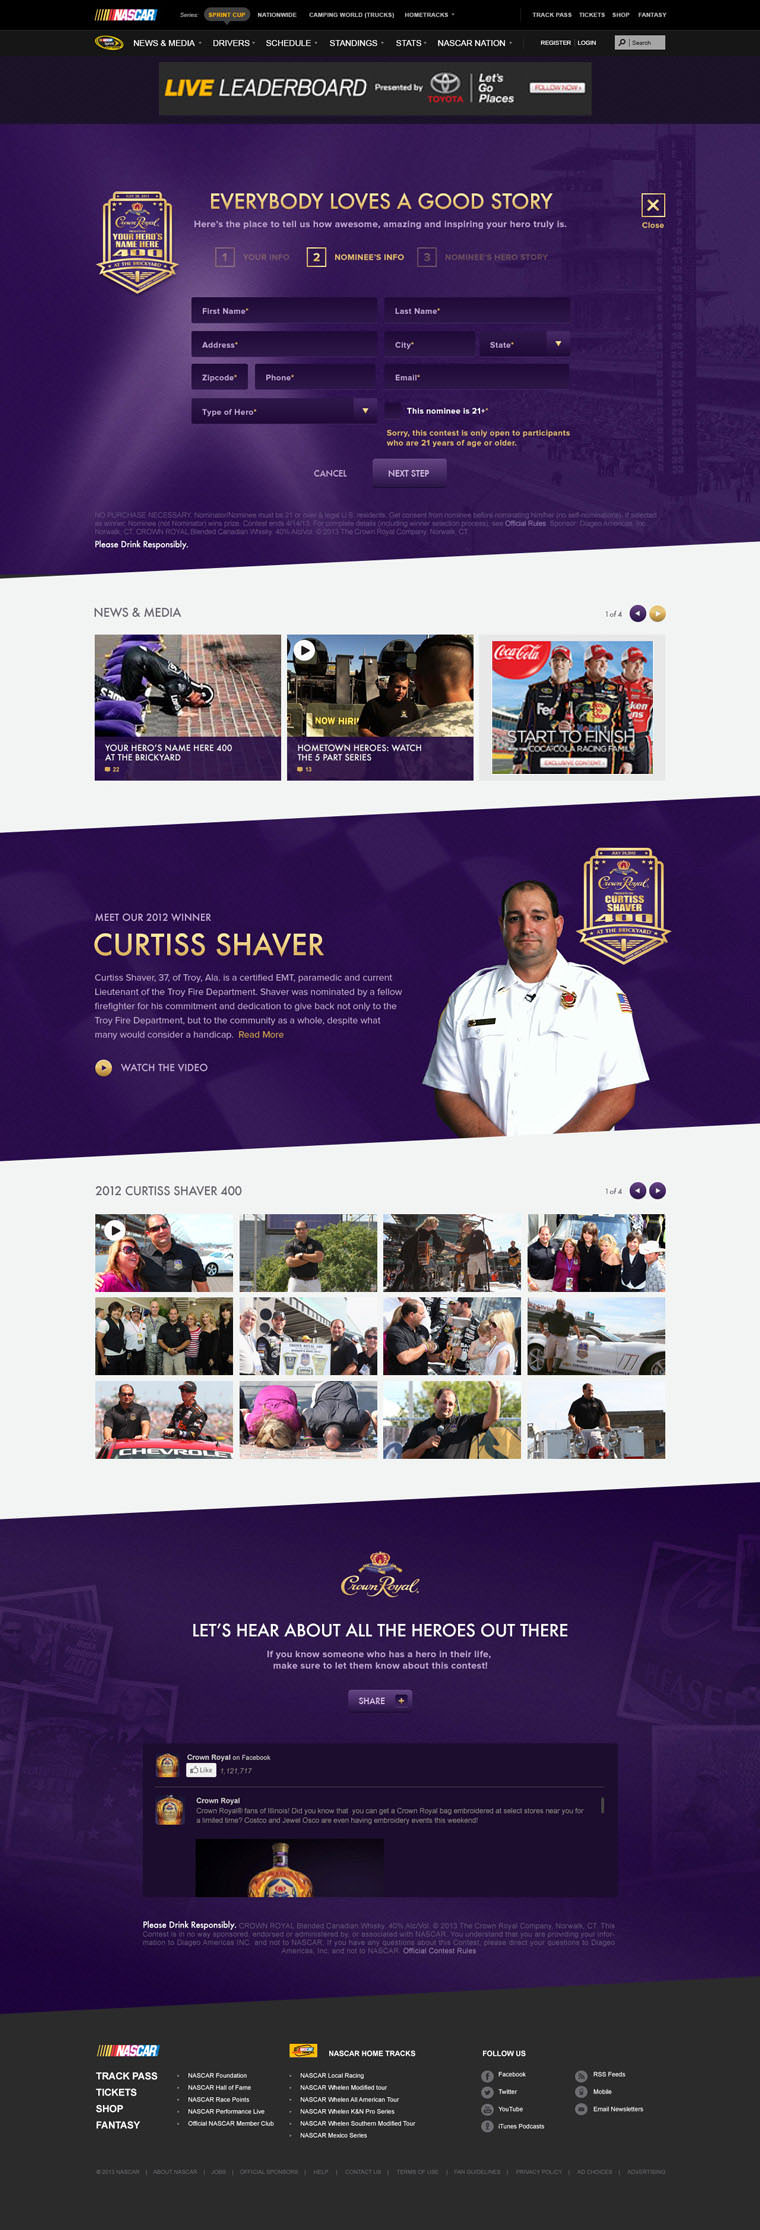 NASCAR
Series: SPRINT CUP NATIONWIDE CAMPING WORLD (TRUCKS) HOMETRACKS TRACK PASS TICKETS SHOP FANTASY
NEWS & MEDIA DRIVERS SCHEDULE STANDINGS STATS NASCAR NATION REGISTER | LOGIN Search
LIVE LEADERBOARD Presented by TOYOTA Let's Go Places FOLLOW NOW
EVERYBODY LOVES A GOOD STORY
Here's the place to tell us how awesome, amazing and inspiring your hero truly is.
Close
Crown Royal
YOUR HERO'S
NAME HERE
400
AT THE BRICKYARD
1 YOUR INFO 2 NOMINEE'S INFO 3 NOMINEE'S HERO STORY
First Name* Last Name*
Address* City* State*
Zipcode* Phone* Email*
Type of Hero* This nominee is 21+*
Sorry, this contest is only open to participants
who are 21 years of age or older.
CANCEL NEXT STEP
NO PURCHASE NECESSARY. Nominator/Nominee must be 21 or over & legal U.S. residents. Get consent from nominee before nominating him/her (no self-nominations). If selected
as winner, Nominee (not Nominator) wins prize. Contest ends 4/14/13. For complete details (including winner selection process), see Official Rules. Sponsor: Diageo Americas, Inc.,
Norwalk, CT. CROWN ROYAL Blended Canadian Whisky. 40% Alc/Vol. © 2013 The Crown Royal Company, Norwalk, CT.
Please Drink Responsibly.
NEWS & MEDIA 1 of 4
NOW HIRI
YOUR HERO'S NAME HERE 400
AT THE BRICKYARD
22
HOMETOWN HEROES: WATCH
THE 5 PART SERIES
13
Coca-Cola
START TO FINISH
COCA-COLA RACING FAMILY
EXCLUSIVE CONTENT
MEET OUR 2012 WINNER
CURTISS SHAVER
Curtiss Shaver, 37, of Troy, Ala. is a certified EMT, paramedic and current
Lieutenant of the Troy Fire Department. Shaver was nominated by a fellow
firefighter for his commitment and dedication to give back not only to the
Troy Fire Department, but to the community as a whole, despite what
many would consider a handicap. Read More
WATCH THE VIDEO
Crown Royal
CURTISS
SHAVER
400
AT THE BRICKYARD
2012 CURTISS SHAVER 400 1 of 4
CROWN ROYAL 400
CHEVROLE
Crown Royal
LET'S HEAR ABOUT ALL THE HEROES OUT THERE
If you know someone who has a hero in their life,
make sure to let them know about this contest!
SHARE +
Crown Royal on Facebook
Like 1,121,717
Crown Royal
Crown Royal® fans of Illinois! Did you know that you can get a Crown Royal bag embroidered at select stores near you for
a limited time? Costco and Jewel Osco are even having embroidery events this weekend!
Please Drink Responsibly. CROWN ROYAL Blended Canadian Whisky. 40% Alc/Vol. © 2013 The Crown Royal Company, Norwalk, CT. This
Contest is in no way sponsored, endorsed or administered by, or associated with NASCAR. You understand that you are providing your infor-
mation to Diageo Americas INC. and not to NASCAR. If you have any questions about this Contest, please direct your questions to Diageo
Americas, Inc. and not to NASCAR. Official Contest Rules
NASCAR
TRACK PASS
TICKETS
SHOP
FANTASY
NASCAR Foundation
NASCAR Hall of Fame
NASCAR Race Points
NASCAR Performance Live
Official NASCAR Member Club
NASCAR HOME TRACKS
NASCAR Local Racing
NASCAR Whelen Modified tour
NASCAR Whelen All American Tour
NASCAR Whelen K&N Pro Series
NASCAR Whelen Southern Modified Tour
NASCAR Mexico Series
FOLLOW US
Facebook
Twitter
YouTube
iTunes Podcasts
RSS Feeds
Mobile
Email Newsletters
© 2013 NASCAR | ABOUT NASCAR | JOBS | OFFICIAL SPONSORS | HELP | CONTACT US | TERMS OF USE | FAN GUIDELINES | PRIVACY POLICY | AD CHOICES | ADVERTISING